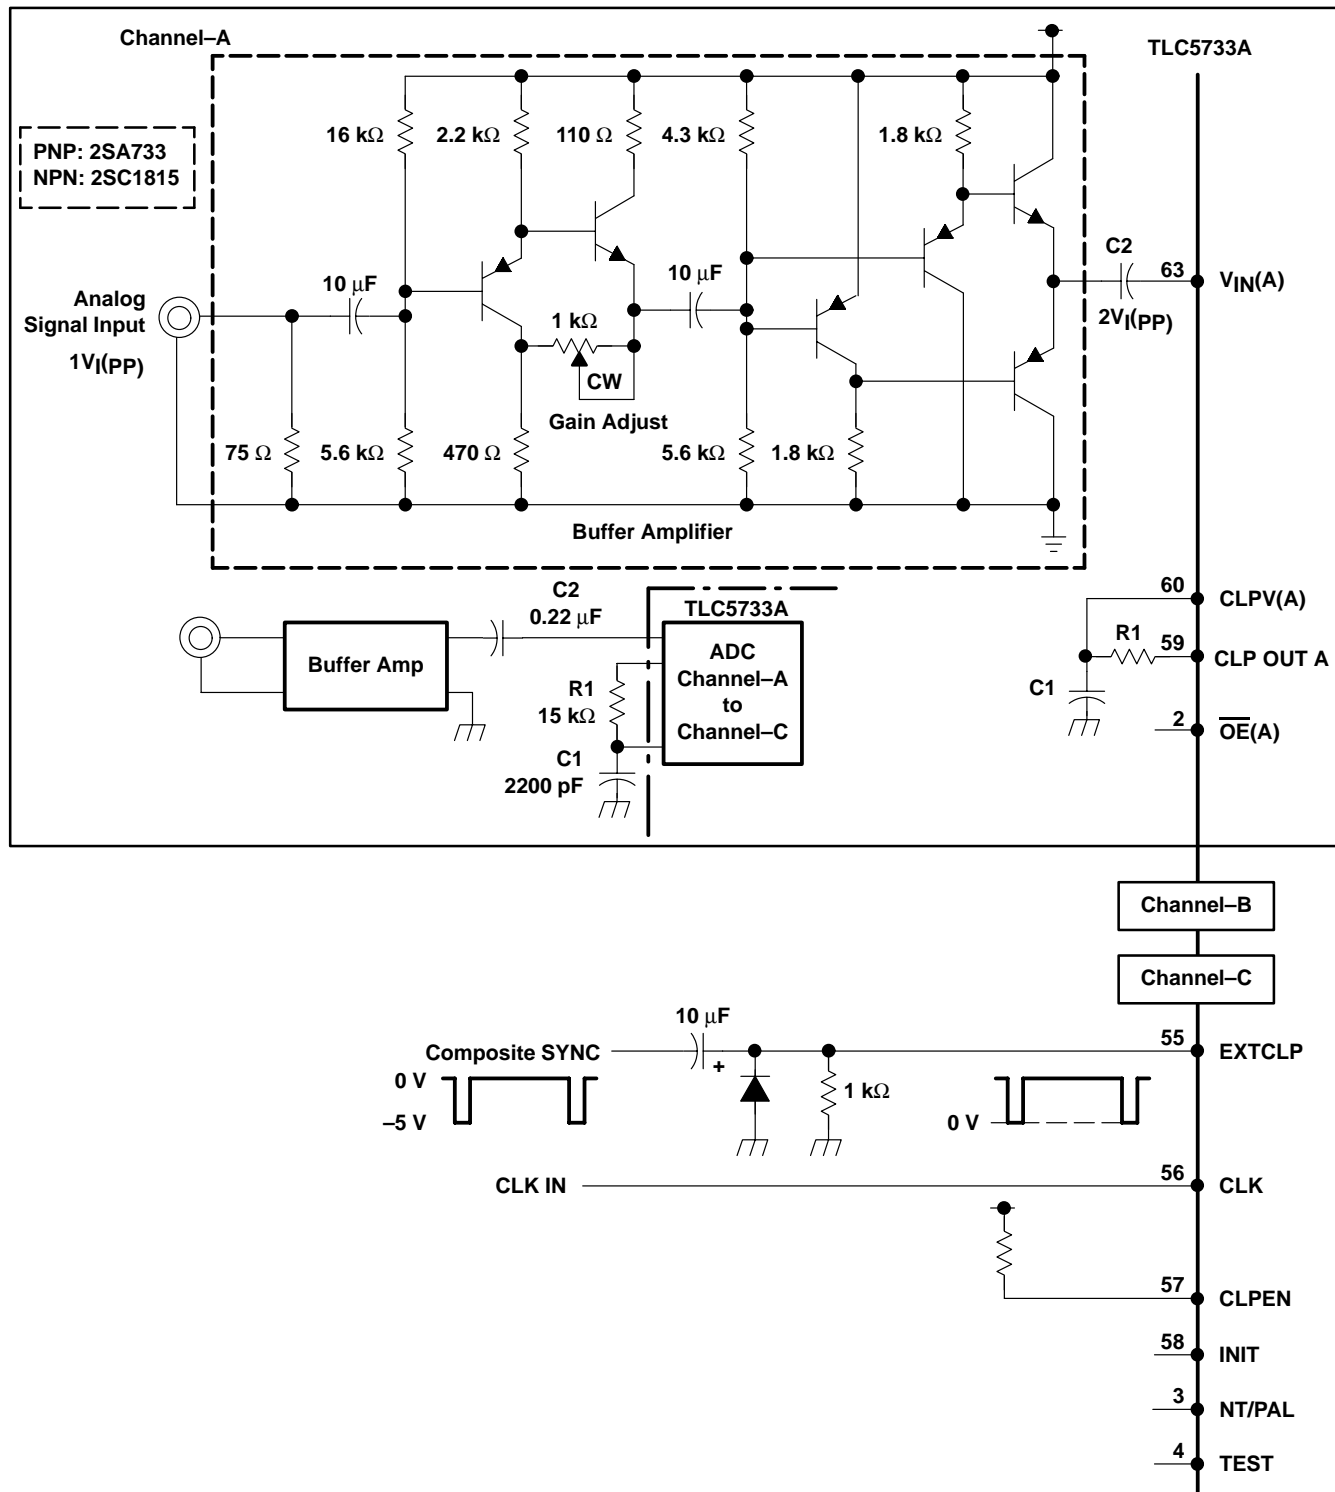 Channel–A
TLC5733A
PNP: 2SA733
NPN: 2SC1815
16 kΩ
2.2 kΩ
110 Ω
4.3 kΩ
1.8 kΩ
Analog
Signal Input
1VI(PP)
10 µF
1 kΩ
CW
Gain Adjust
10 µF
C2
2VI(PP)
63
VIN(A)
75 Ω
5.6 kΩ
470 Ω
5.6 kΩ
1.8 kΩ
Buffer Amplifier
C2
0.22 µF
TLC5733A
Buffer Amp
ADC
Channel–A
to
Channel–C
R1
15 kΩ
C1
2200 pF
60
CLPV(A)
R1
59
CLP OUT A
C1
2
OE(A)
Channel–B
Channel–C
Composite SYNC
10 µF
+
55
EXTCLP
0 V
–5 V
1 kΩ
0 V
CLK IN
56
CLK
57
CLPEN
58
INIT
3
NT/PAL
4
TEST